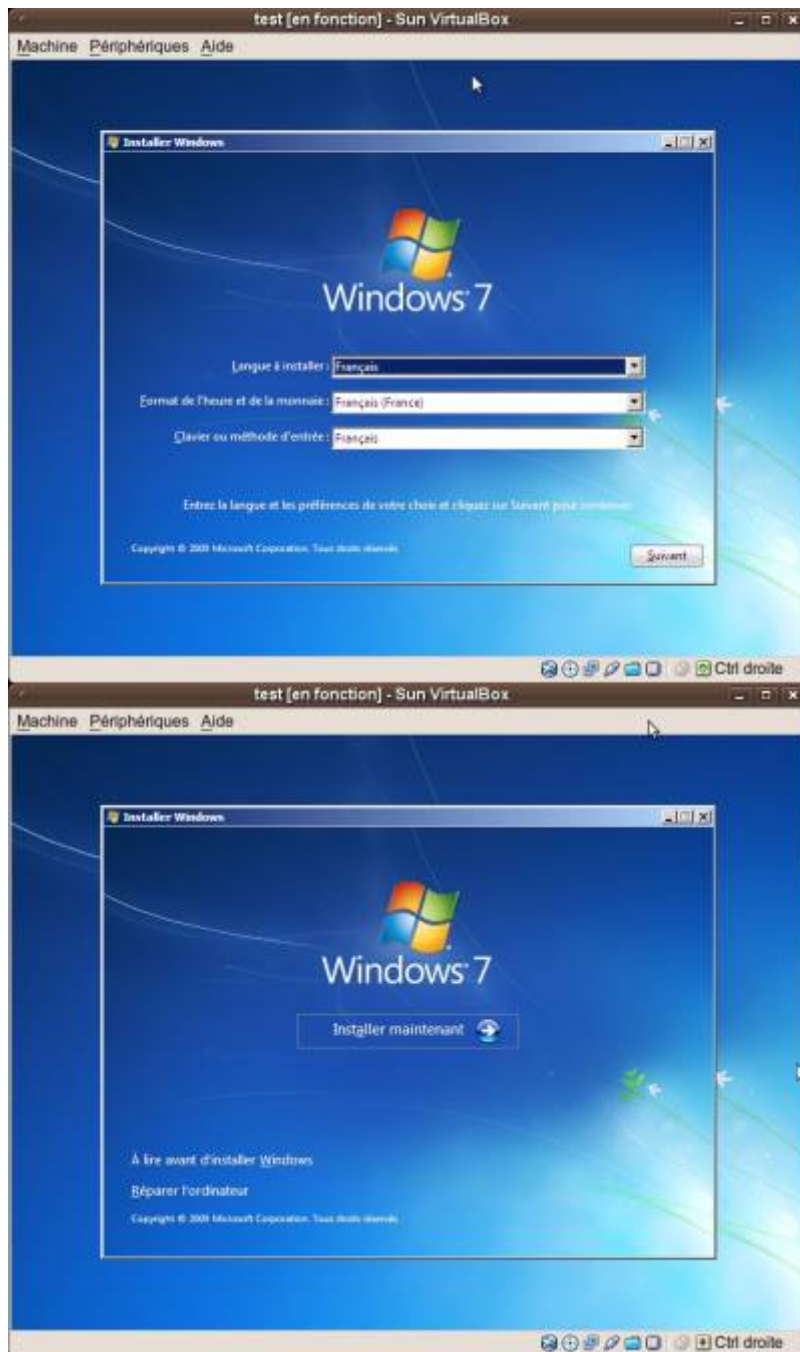 test [en fonction] - Sun VirtualBox
Machine Périphériques Aide
Installer Windows
Windows 7
Langue à installer : Français
Format de l'heure et de la monnaie : Français (France)
Clavier ou méthode d'entrée : Français
Entrez la langue et les préférences de votre choix et cliquez sur Suivant pour continuer.
Copyright © 2009 Microsoft Corporation. Tous droits réservés.
Suivant
Ctrl droite
test [en fonction] - Sun VirtualBox
Machine Périphériques Aide
Installer Windows
Windows 7
Installer maintenant
À lire avant d'installer Windows
Réparer l'ordinateur
Copyright © 2009 Microsoft Corporation. Tous droits réservés.
Ctrl droite